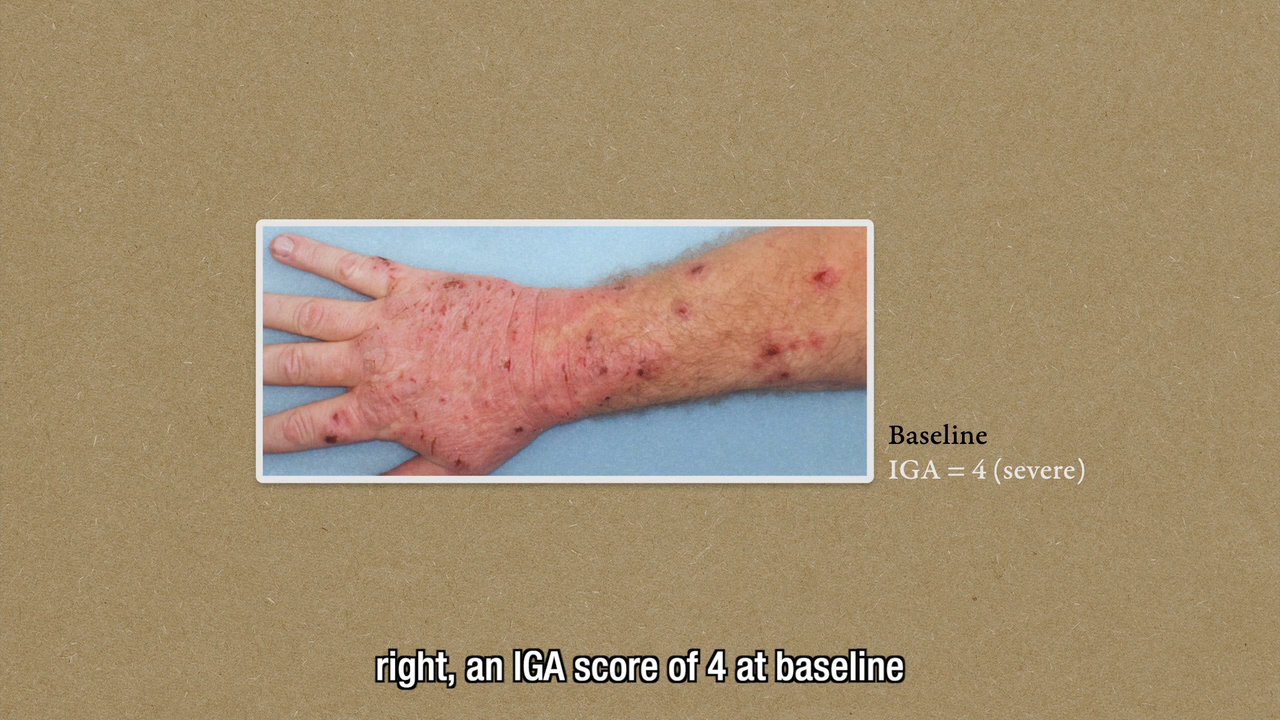 Baseline
IGA = 4 (severe)
right, an IGA score of 4 at baseline